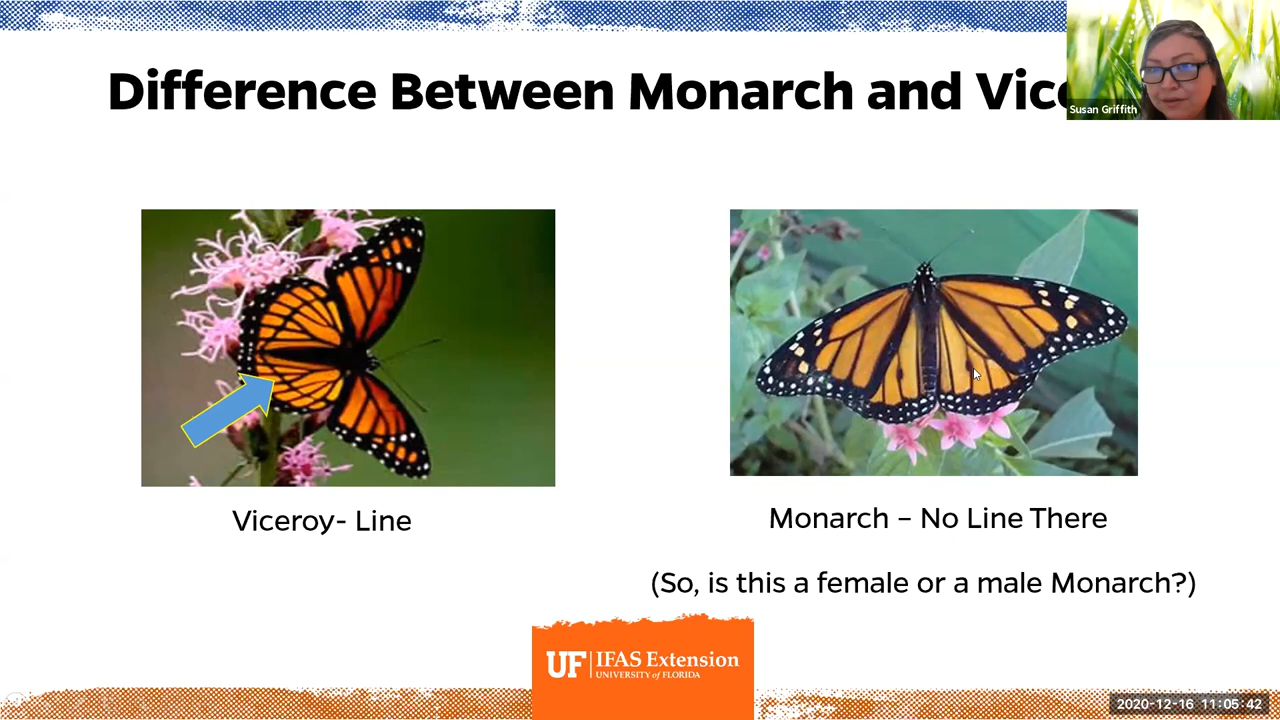 Difference Between Monarch and Vic
Susan Griffith
Viceroy- Line
Monarch – No Line There
(So, is this a female or a male Monarch?)
UF IFAS Extension
UNIVERSITY of FLORIDA
2020-12-16 11:05:42